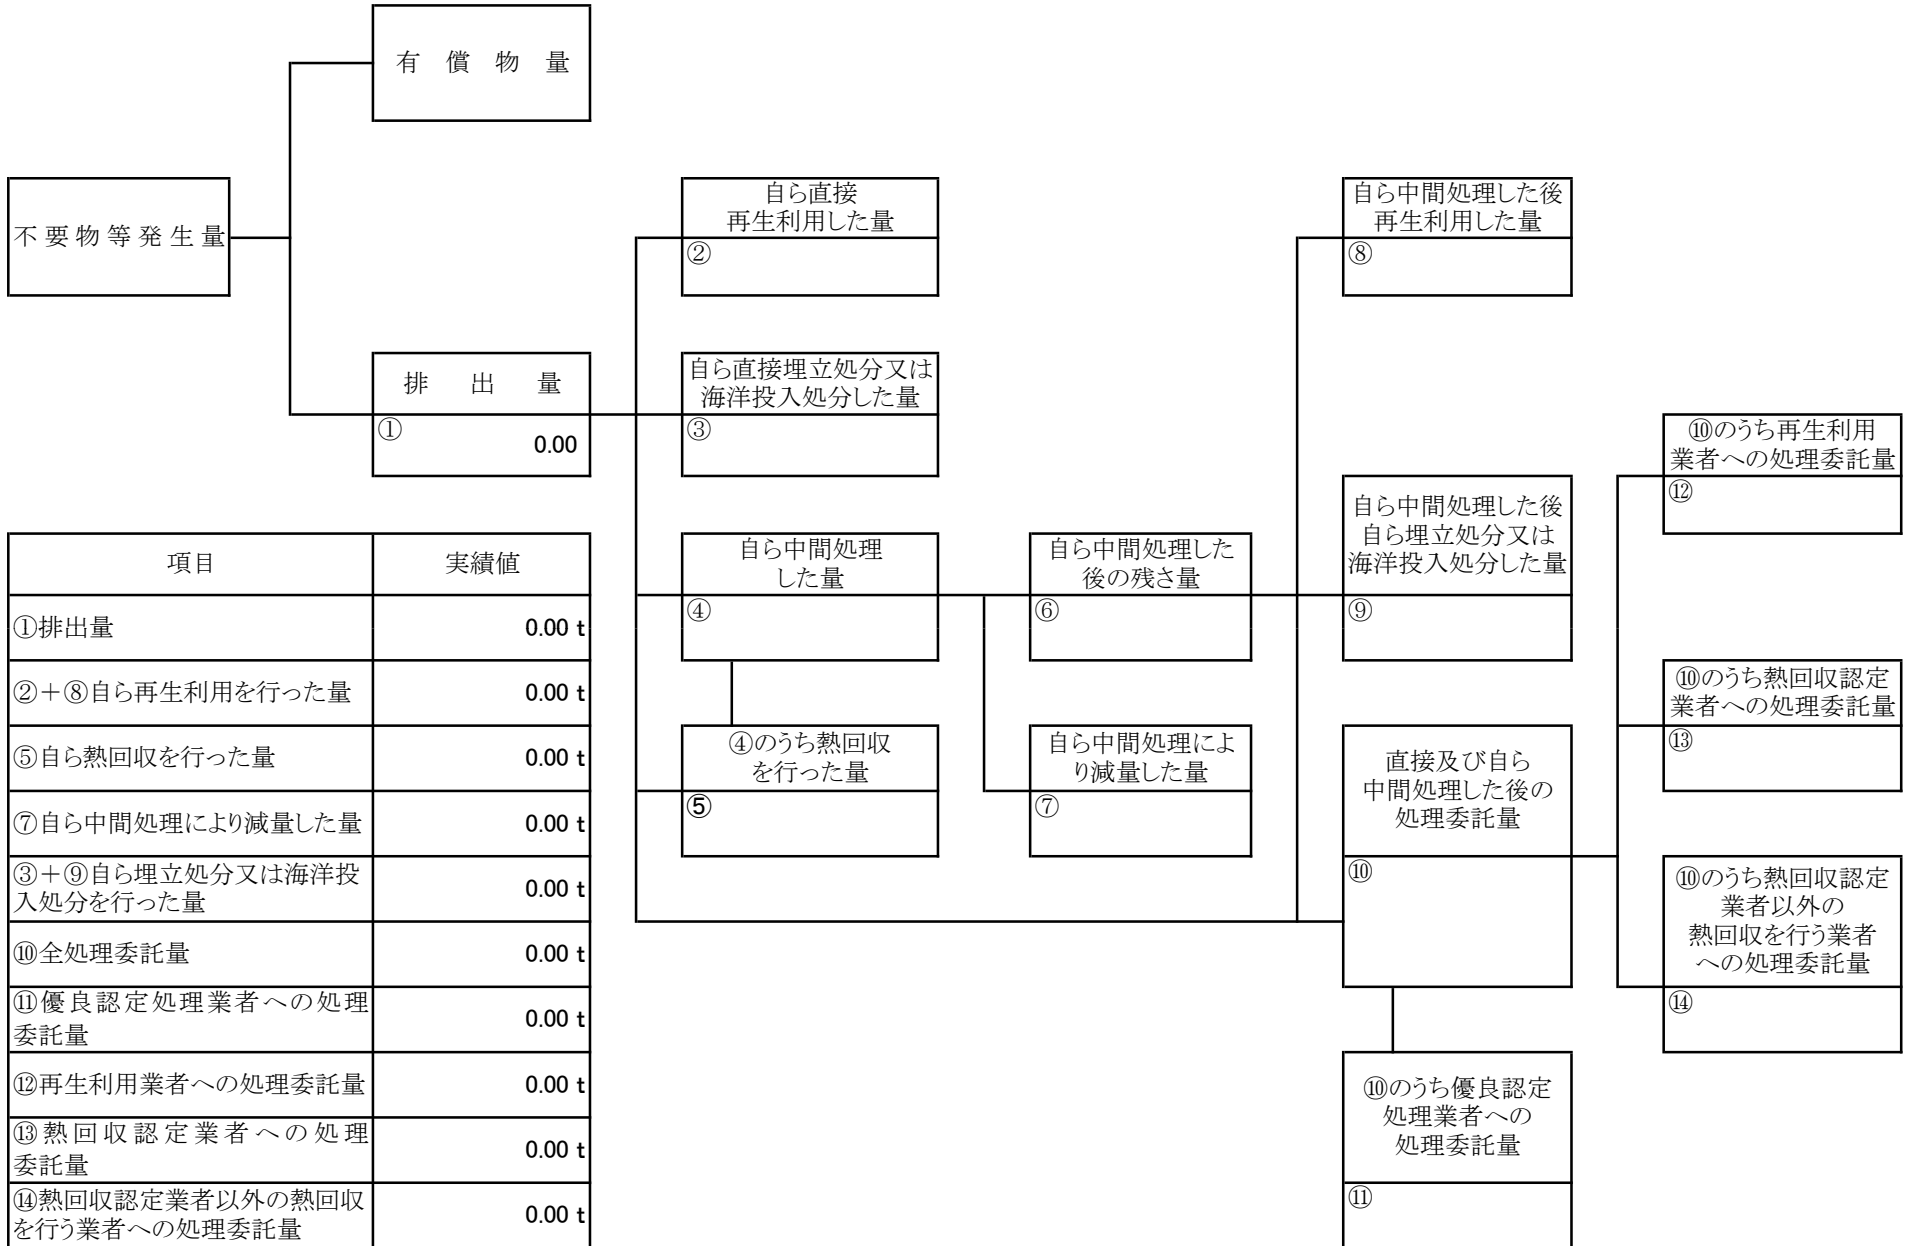 有償物量
不要物等発生量
排出量
①
0.00
自ら直接
再生利用した量
②
自ら直接埋立処分又は
海洋投入処分した量
③
自ら中間処理
した量
④
④のうち熱回収
を行った量
⑤
自ら中間処理した
後の残さ量
⑥
自ら中間処理によ
り減量した量
⑦
自ら中間処理した後
再生利用した量
⑧
自ら中間処理した後
自ら埋立処分又は
海洋投入処分した量
⑨
直接及び自ら
中間処理した後の
処理委託量
⑩
⑩のうち優良認定
処理業者への
処理委託量
⑪
⑩のうち再生利用
業者への処理委託量
⑫
⑩のうち熱回収認定
業者への処理委託量
⑬
⑩のうち熱回収認定
業者以外の
熱回収を行う業者
への処理委託量
⑭
項目 実績値
①排出量 0.00 t
②+⑧自ら再生利用を行った量 0.00 t
⑤自ら熱回収を行った量 0.00 t
⑦自ら中間処理により減量した量 0.00 t
③+⑨自ら埋立処分又は海洋投
入処分を行った量 0.00 t
⑩全処理委託量 0.00 t
⑪優良認定処理業者への処理
委託量 0.00 t
⑫再生利用業者への処理委託量 0.00 t
⑬熱回収認定業者への処理
委託量 0.00 t
⑭熱回収認定業者以外の熱回収
を行う業者への処理委託量 0.00 t